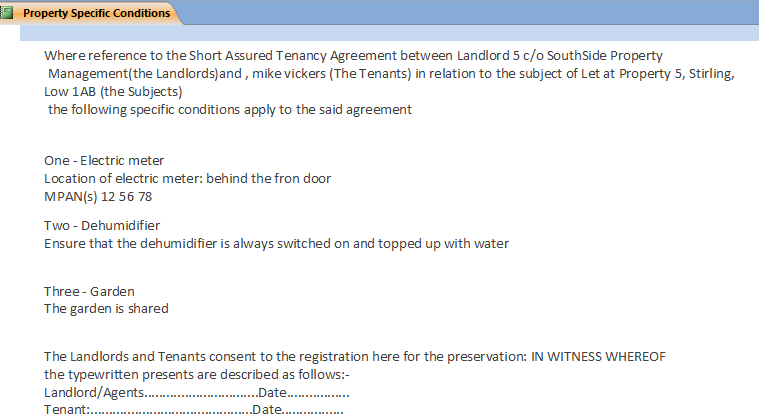 Property Specific Conditions
Where reference to the Short Assured Tenancy Agreement between Landlord 5 c/o SouthSide Property
Management(the Landlords)and , mike vickers (The Tenants) in relation to the subject of Let at Property 5, Stirling,
Low 1AB (the Subjects)
the following specific conditions apply to the said agreement
One - Electric meter
Location of electric meter: behind the fron door
MPAN(s) 12 56 78
Two - Dehumidifier
Ensure that the dehumidifier is always switched on and topped up with water
Three - Garden
The garden is shared
The Landlords and Tenants consent to the registration here for the preservation: IN WITNESS WHEREOF
the typewritten presents are described as follows:-
Landlord/Agents..............................Date.................
Tenant:...........................................Date.................